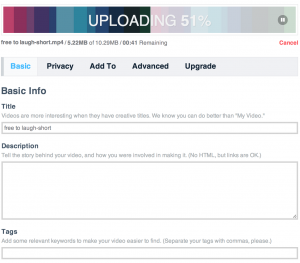 UPLOADING 51%
free to laugh-short.mp4 / 5.22MB of 10.29MB / 00:41 Remaining Cancel
Basic Privacy Add To Advanced Upgrade
Basic Info
Title
Videos are more interesting when they have creative titles. We know you can do better than "My Video."
free to laugh-short
Description
Tell the story behind your video, and how you were involved in making it. (No HTML, but links are OK.)
Tags
Add some relevant keywords to make your video easier to find. (Separate your tags with commas, please.)